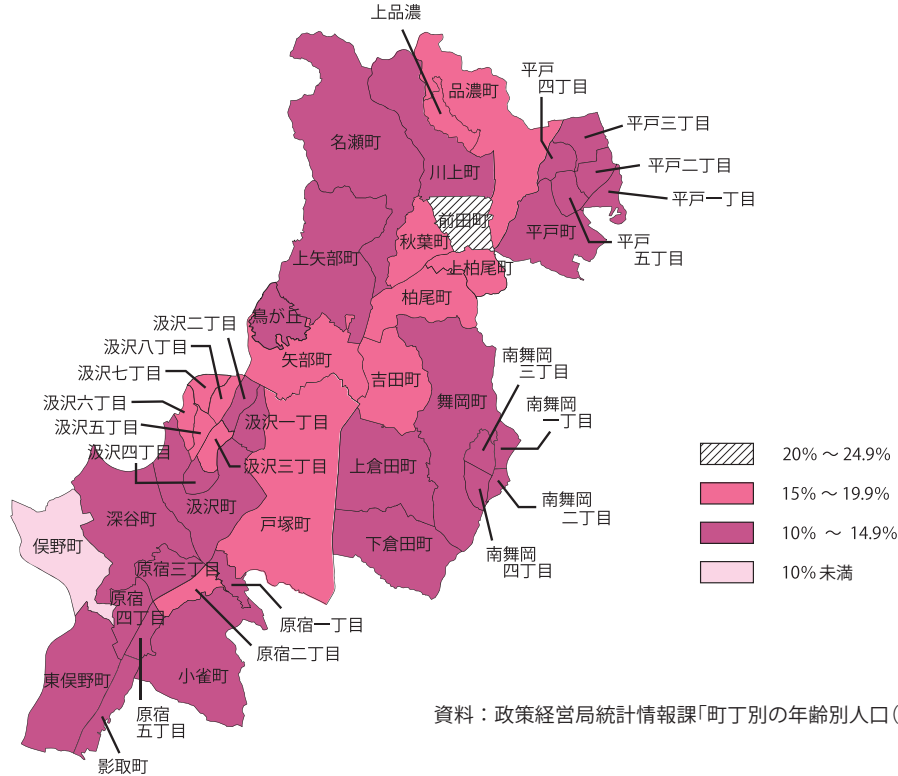 上品濃
平戸
四丁目
品濃町
平戸三丁目
名瀬町
平戸二丁目
川上町
平戸一丁目
前田町
平戸町
秋葉町
平戸
五丁目
上矢部町
上柏尾町
柏尾町
鳥が丘
汲沢二丁目
汲沢八丁目
矢部町
南舞岡
三丁目
汲沢七丁目
吉田町
汲沢六丁目
舞岡町
南舞岡
一丁目
汲沢五丁目
汲沢一丁目
汲沢四丁目
汲沢三丁目
上倉田町
20% ～ 24.9%
15% ～ 19.9%
10% ～ 14.9%
10% 未満
汲沢町
南舞岡
二丁目
深谷町
戸塚町
俣野町
下倉田町
南舞岡
四丁目
原宿三丁目
原宿
四丁目
原宿一丁目
原宿二丁目
東俣野町
小雀町
原宿
五丁目
影取町
資料：政策経営局統計情報課「町丁別の年齢別人口（